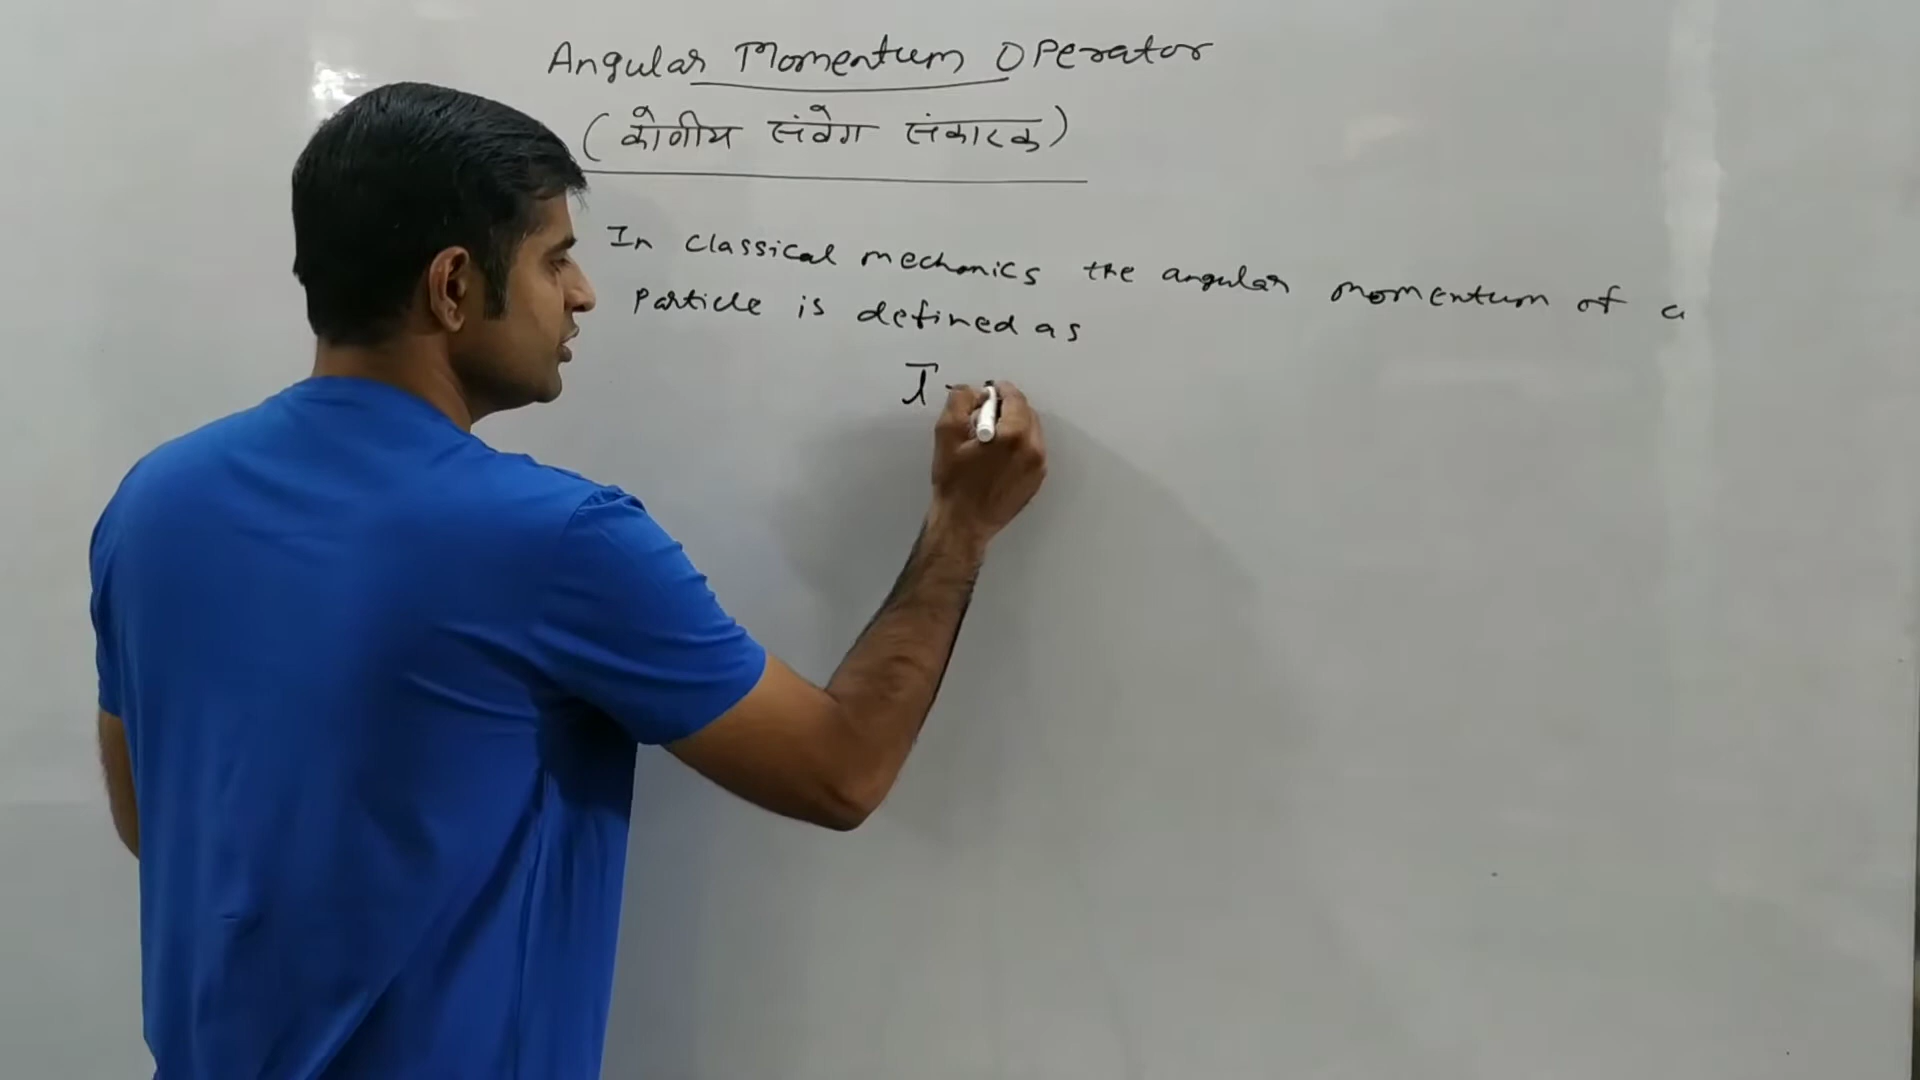 Angular Momentum Operator
(कोणीय संवेग संकारक)
In classical mechanics the angular momentum of a
particle is defined as